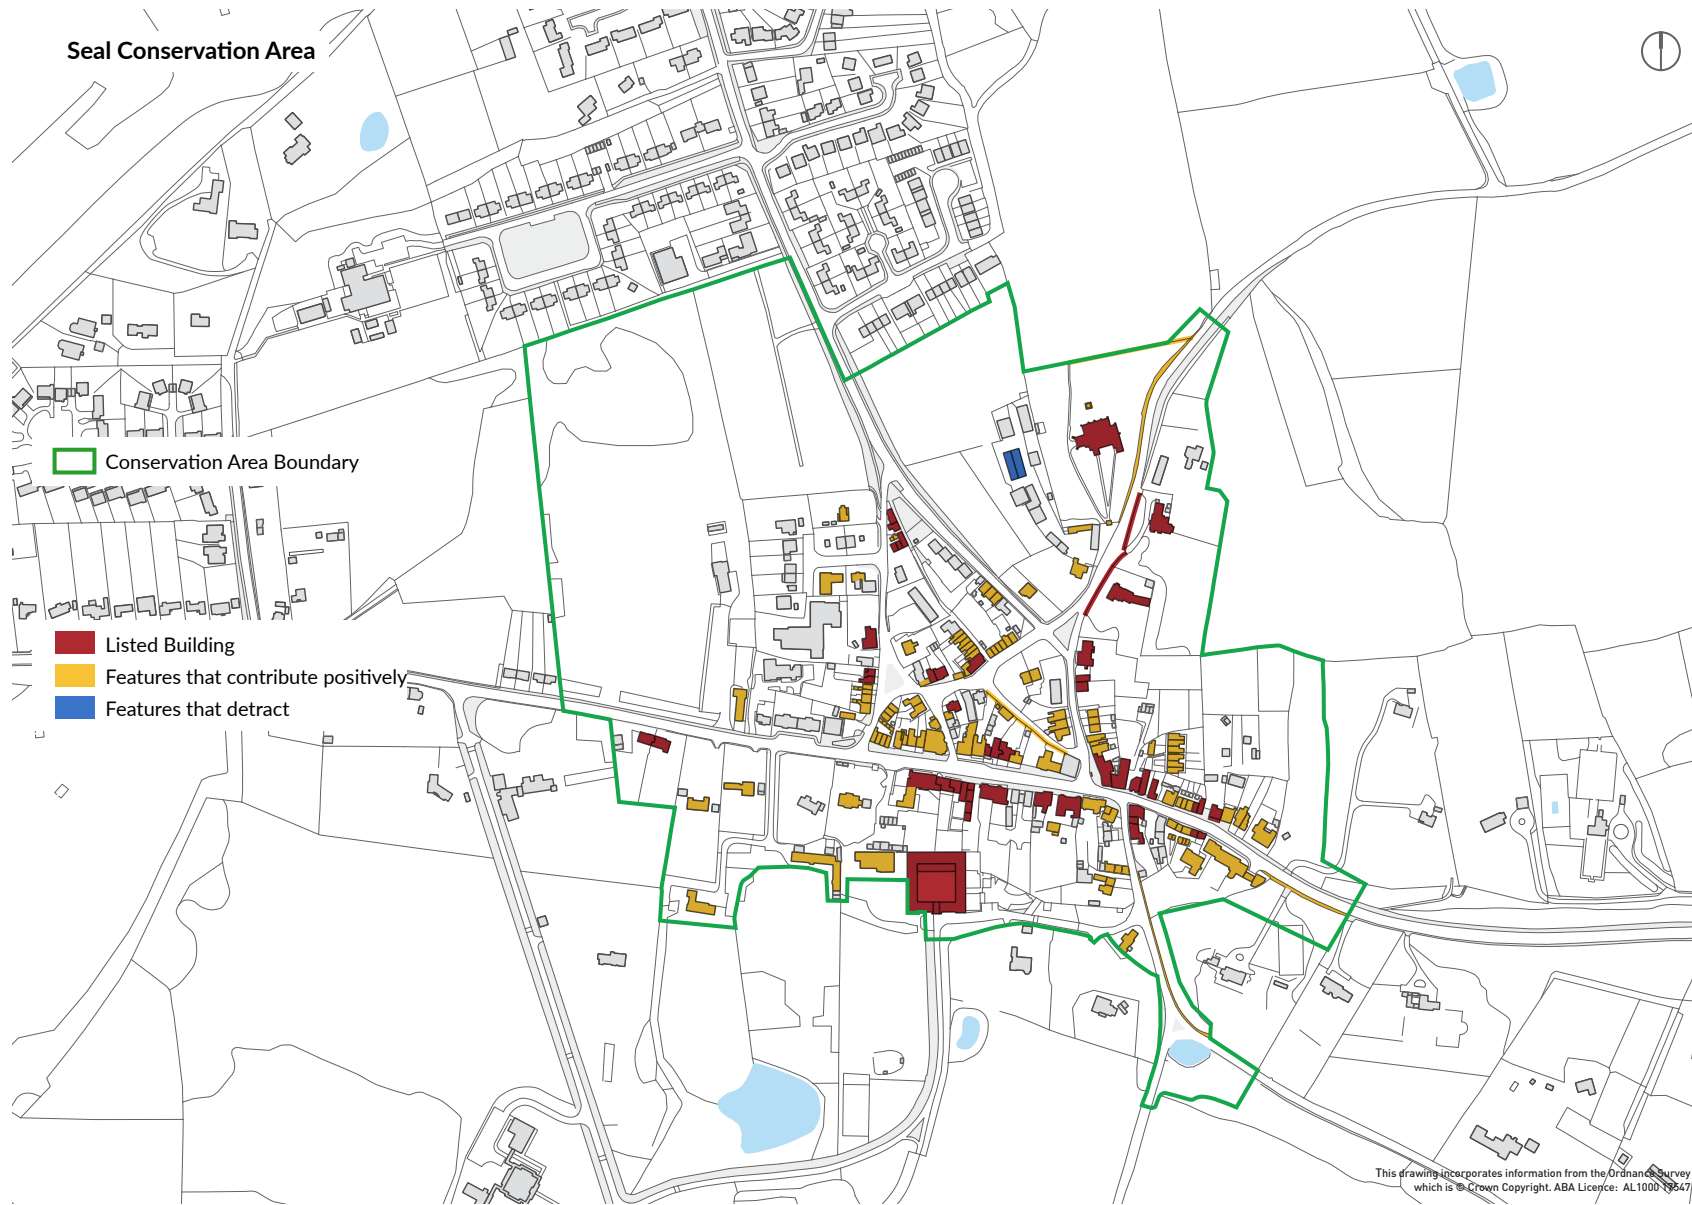 Seal Conservation Area
Conservation Area Boundary
Listed Building
Features that contribute positively
Features that detract
This drawing incorporates information from the Ordnance Survey
which is © Crown Copyright. ABA Licence: AL1000 17547